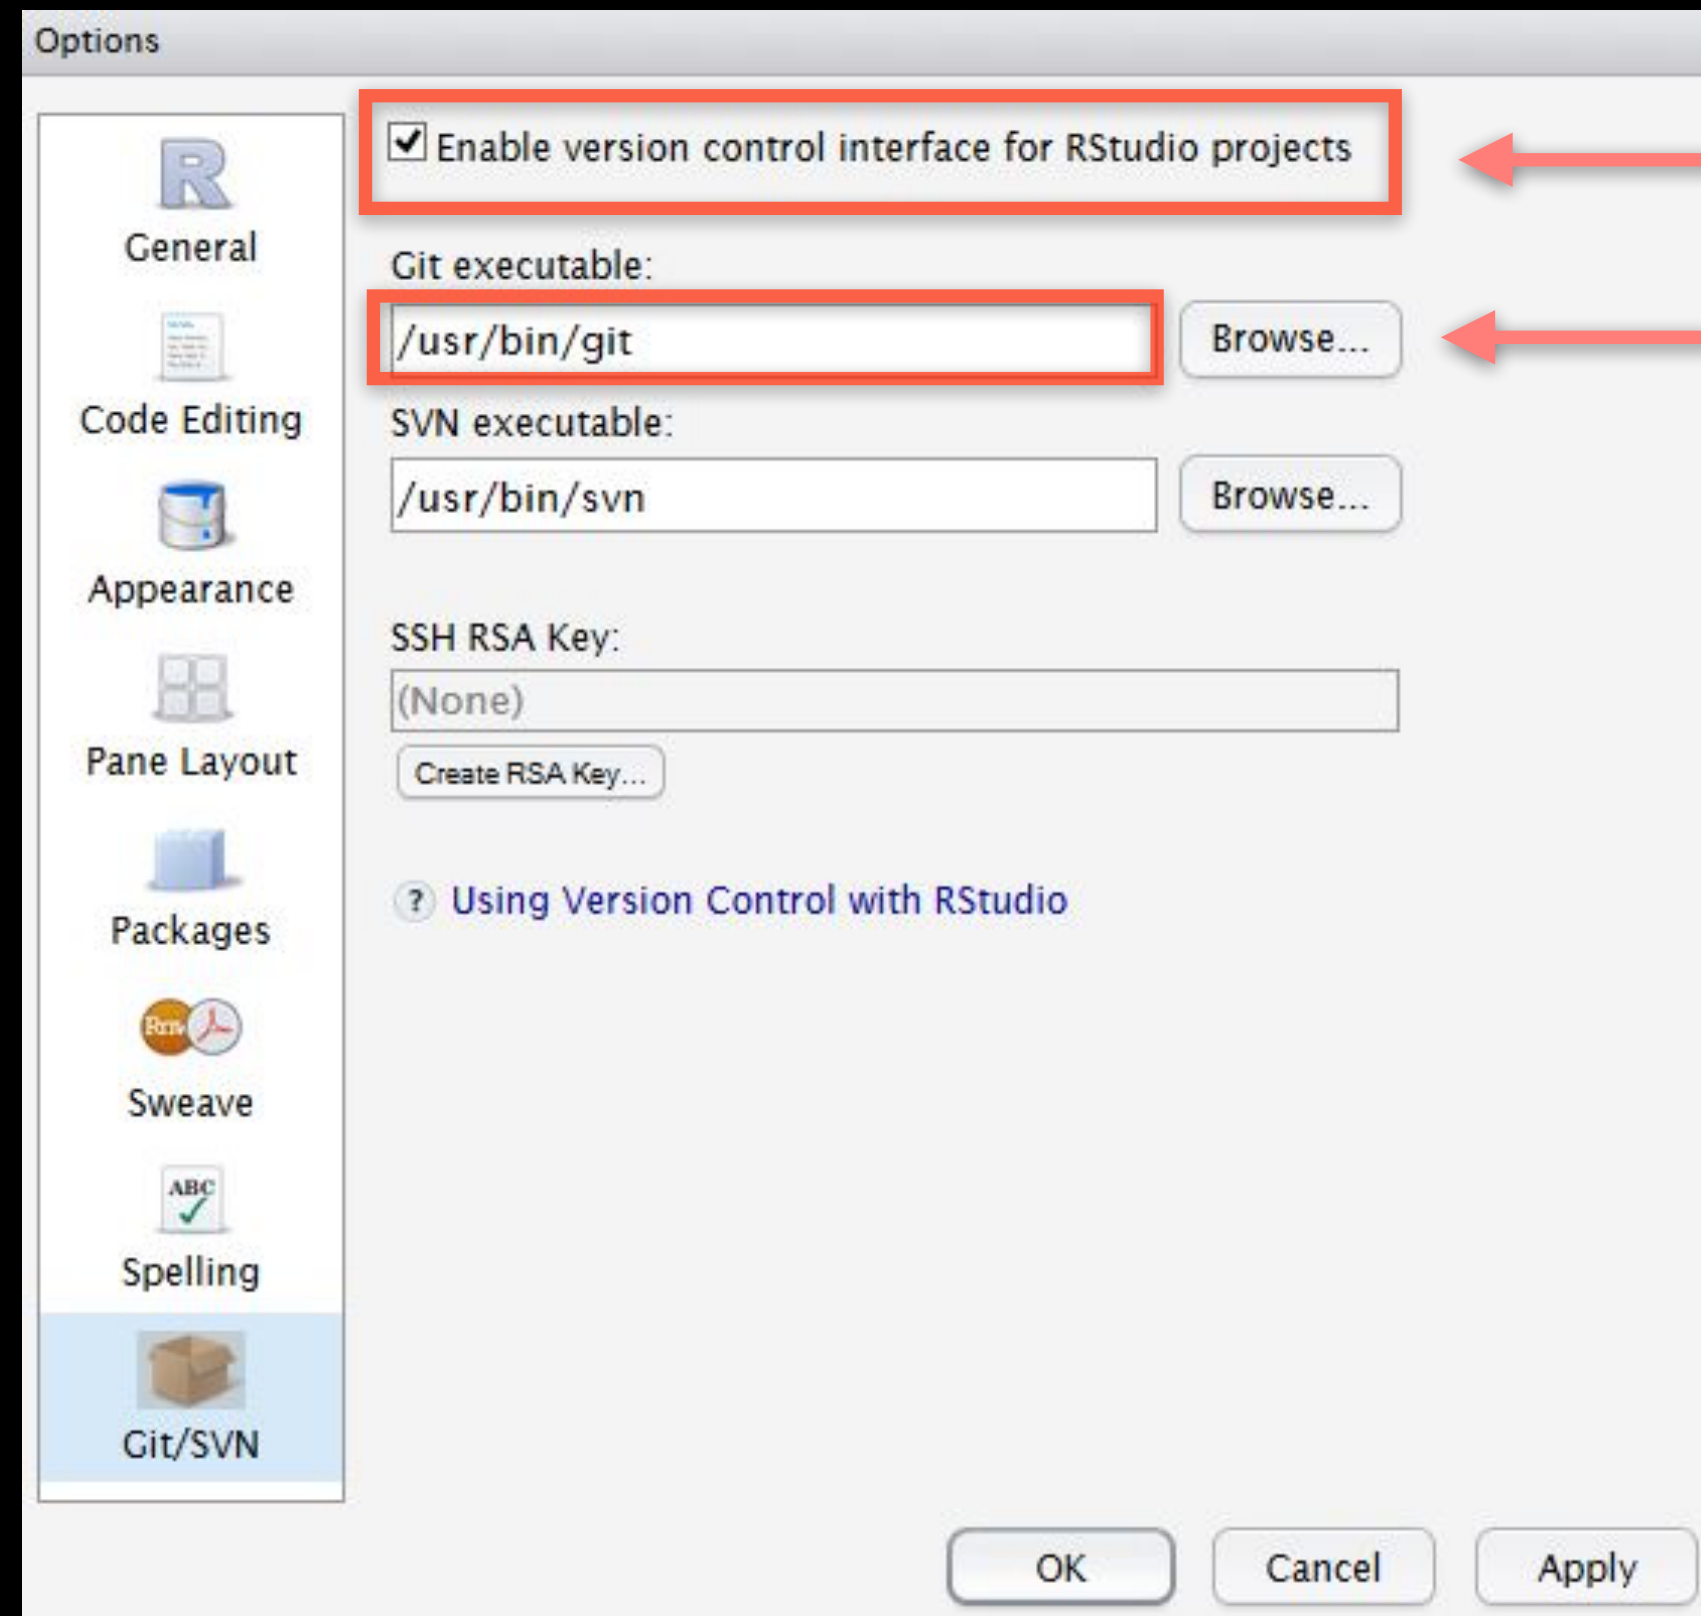 Options
Enable version control interface for RStudio projects
Git executable:
/usr/bin/git
Browse...
SVN executable:
/usr/bin/svn
Browse...
SSH RSA Key:
(None)
Create RSA Key...
? Using Version Control with RStudio
R
General
Code Editing
Appearance
Pane Layout
Packages
Sweave
ABC
Spelling
Git/SVN
OK
Cancel
Apply